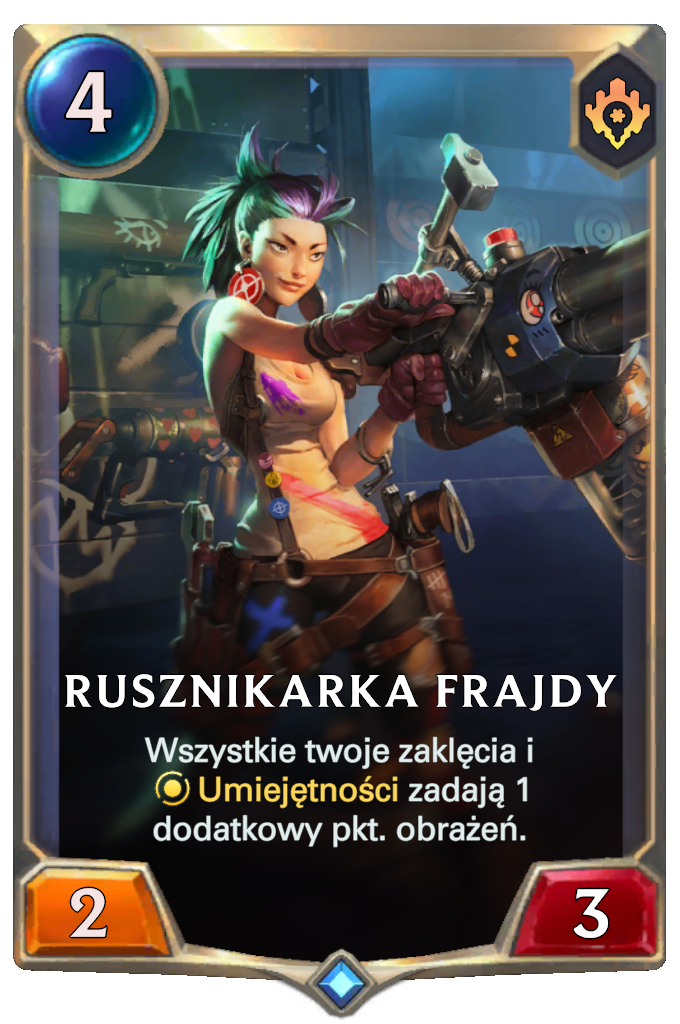 4
RUSZNIKARKA FRAJDY
Wszystkie twoje zaklęcia i
Umiejętności zadają 1
dodatkowy pkt. obrażeń.
2
3